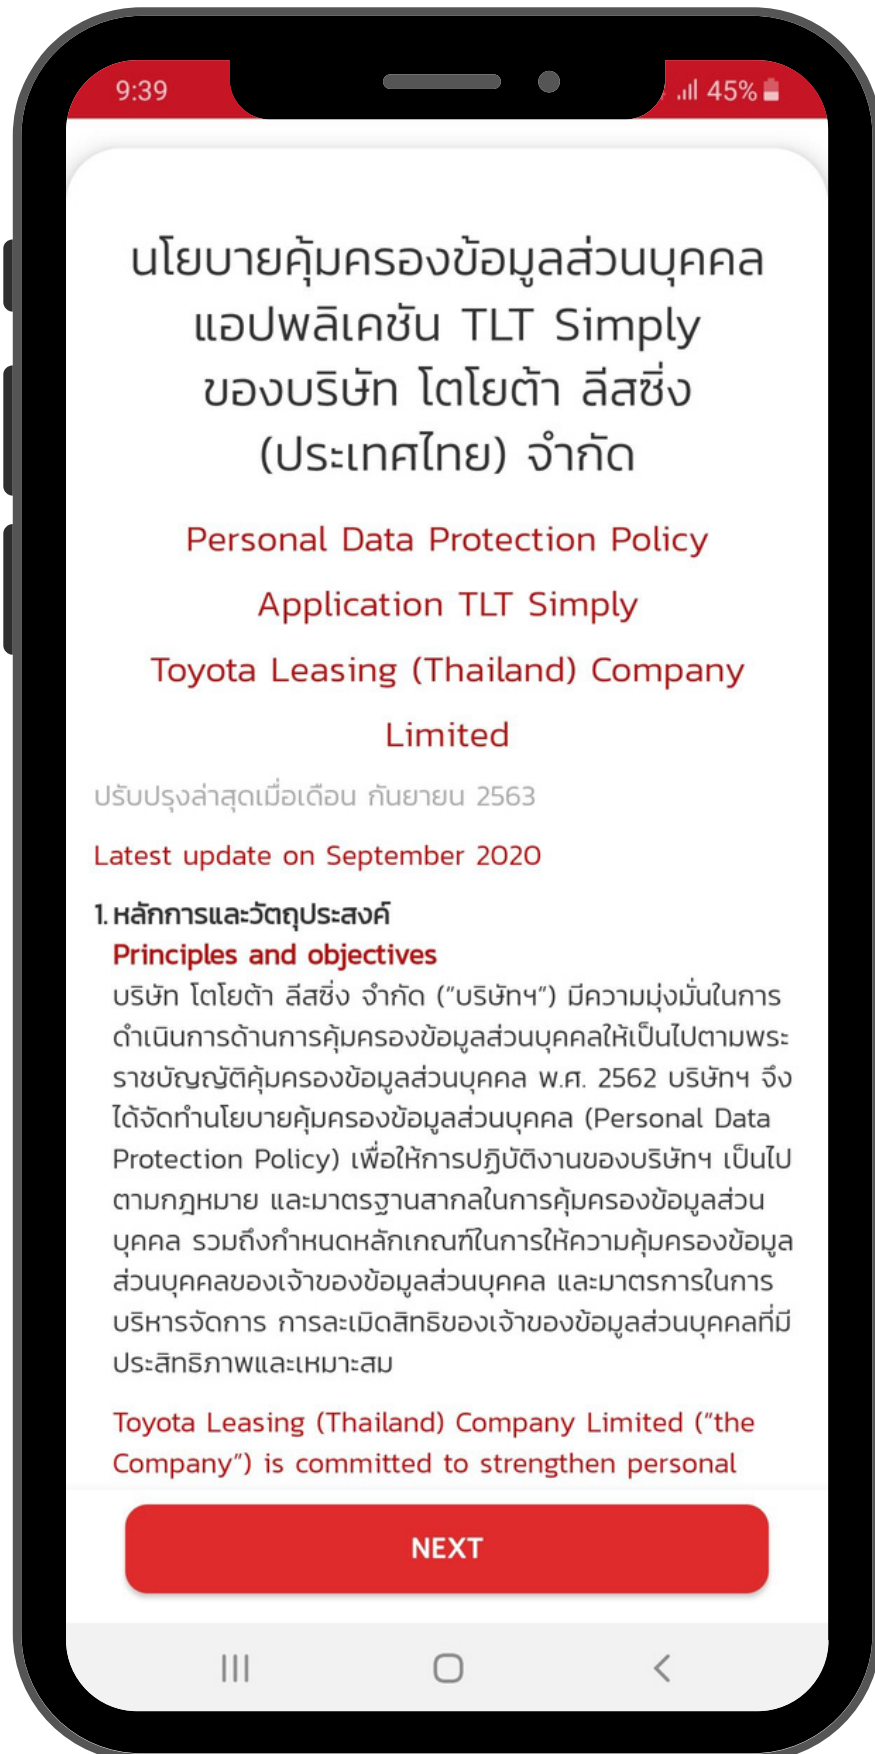 9:39
45%
นโยบายคุ้มครองข้อมูลส่วนบุคคล
แอปพลิเคชัน TLT Simply
ของบริษัท โตโยต้า ลีสซิ่ง
(ประเทศไทย) จำกัด
Personal Data Protection Policy
Application TLT Simply
Toyota Leasing (Thailand) Company
Limited
ปรับปรุงล่าสุดเมื่อเดือน กันยายน 2563
Latest update on September 2020
1. หลักการและวัตถุประสงค์
Principles and objectives
บริษัท โตโยต้า ลีสซิ่ง จำกัด (“บริษัทฯ”) มีความมุ่งมั่นในการ
ดำเนินการด้านการคุ้มครองข้อมูลส่วนบุคคลให้เป็นไปตามพระ
ราชบัญญัติคุ้มครองข้อมูลส่วนบุคคล พ.ศ. 2562 บริษัทฯ จึง
ได้จัดทำนโยบายคุ้มครองข้อมูลส่วนบุคคล (Personal Data
Protection Policy) เพื่อให้การปฏิบัติงานของบริษัทฯ เป็นไป
ตามกฎหมาย และมาตรฐานสากลในการคุ้มครองข้อมูลส่วน
บุคคล รวมถึงกำหนดหลักเกณฑ์ในการให้ความคุ้มครองข้อมูล
ส่วนบุคคลของเจ้าของข้อมูลส่วนบุคคล และมาตรการในการ
บริหารจัดการ การละเมิดสิทธิของเจ้าของข้อมูลส่วนบุคคลที่มี
ประสิทธิภาพและเหมาะสม
Toyota Leasing (Thailand) Company Limited (“the
Company”) is committed to strengthen personal
NEXT